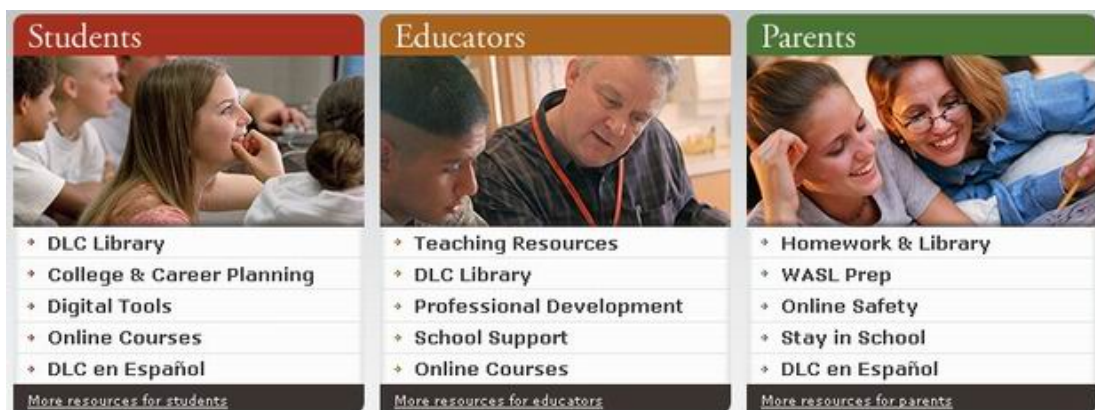 Students
DLC Library
College & Career Planning
Digital Tools
Online Courses
DLC en Español
More resources for students
Educators
Teaching Resources
DLC Library
Professional Development
School Support
Online Courses
More resources for educators
Parents
Homework & Library
WASL Prep
Online Safety
Stay in School
DLC en Español
More resources for parents